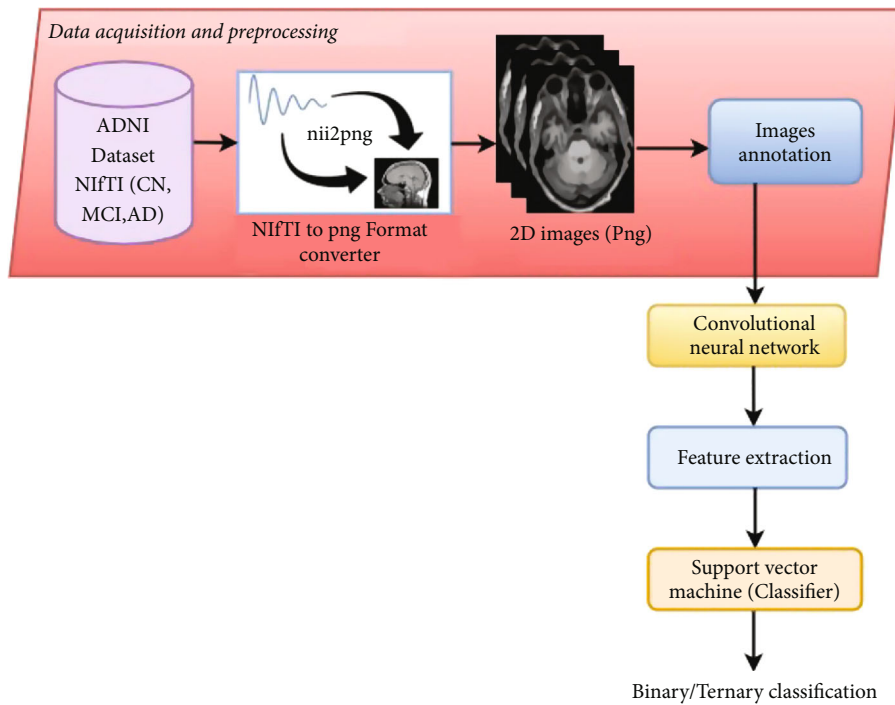 Data acquisition and preprocessing
ADNI
Dataset
NIfTI (CN,
MCI,AD)
nii2png
NIfTI to png Format
converter
2D images (Png)
Images
annotation
Convolutional
neural network
Feature extraction
Support vector
machine (Classifier)
Binary/Ternary classification